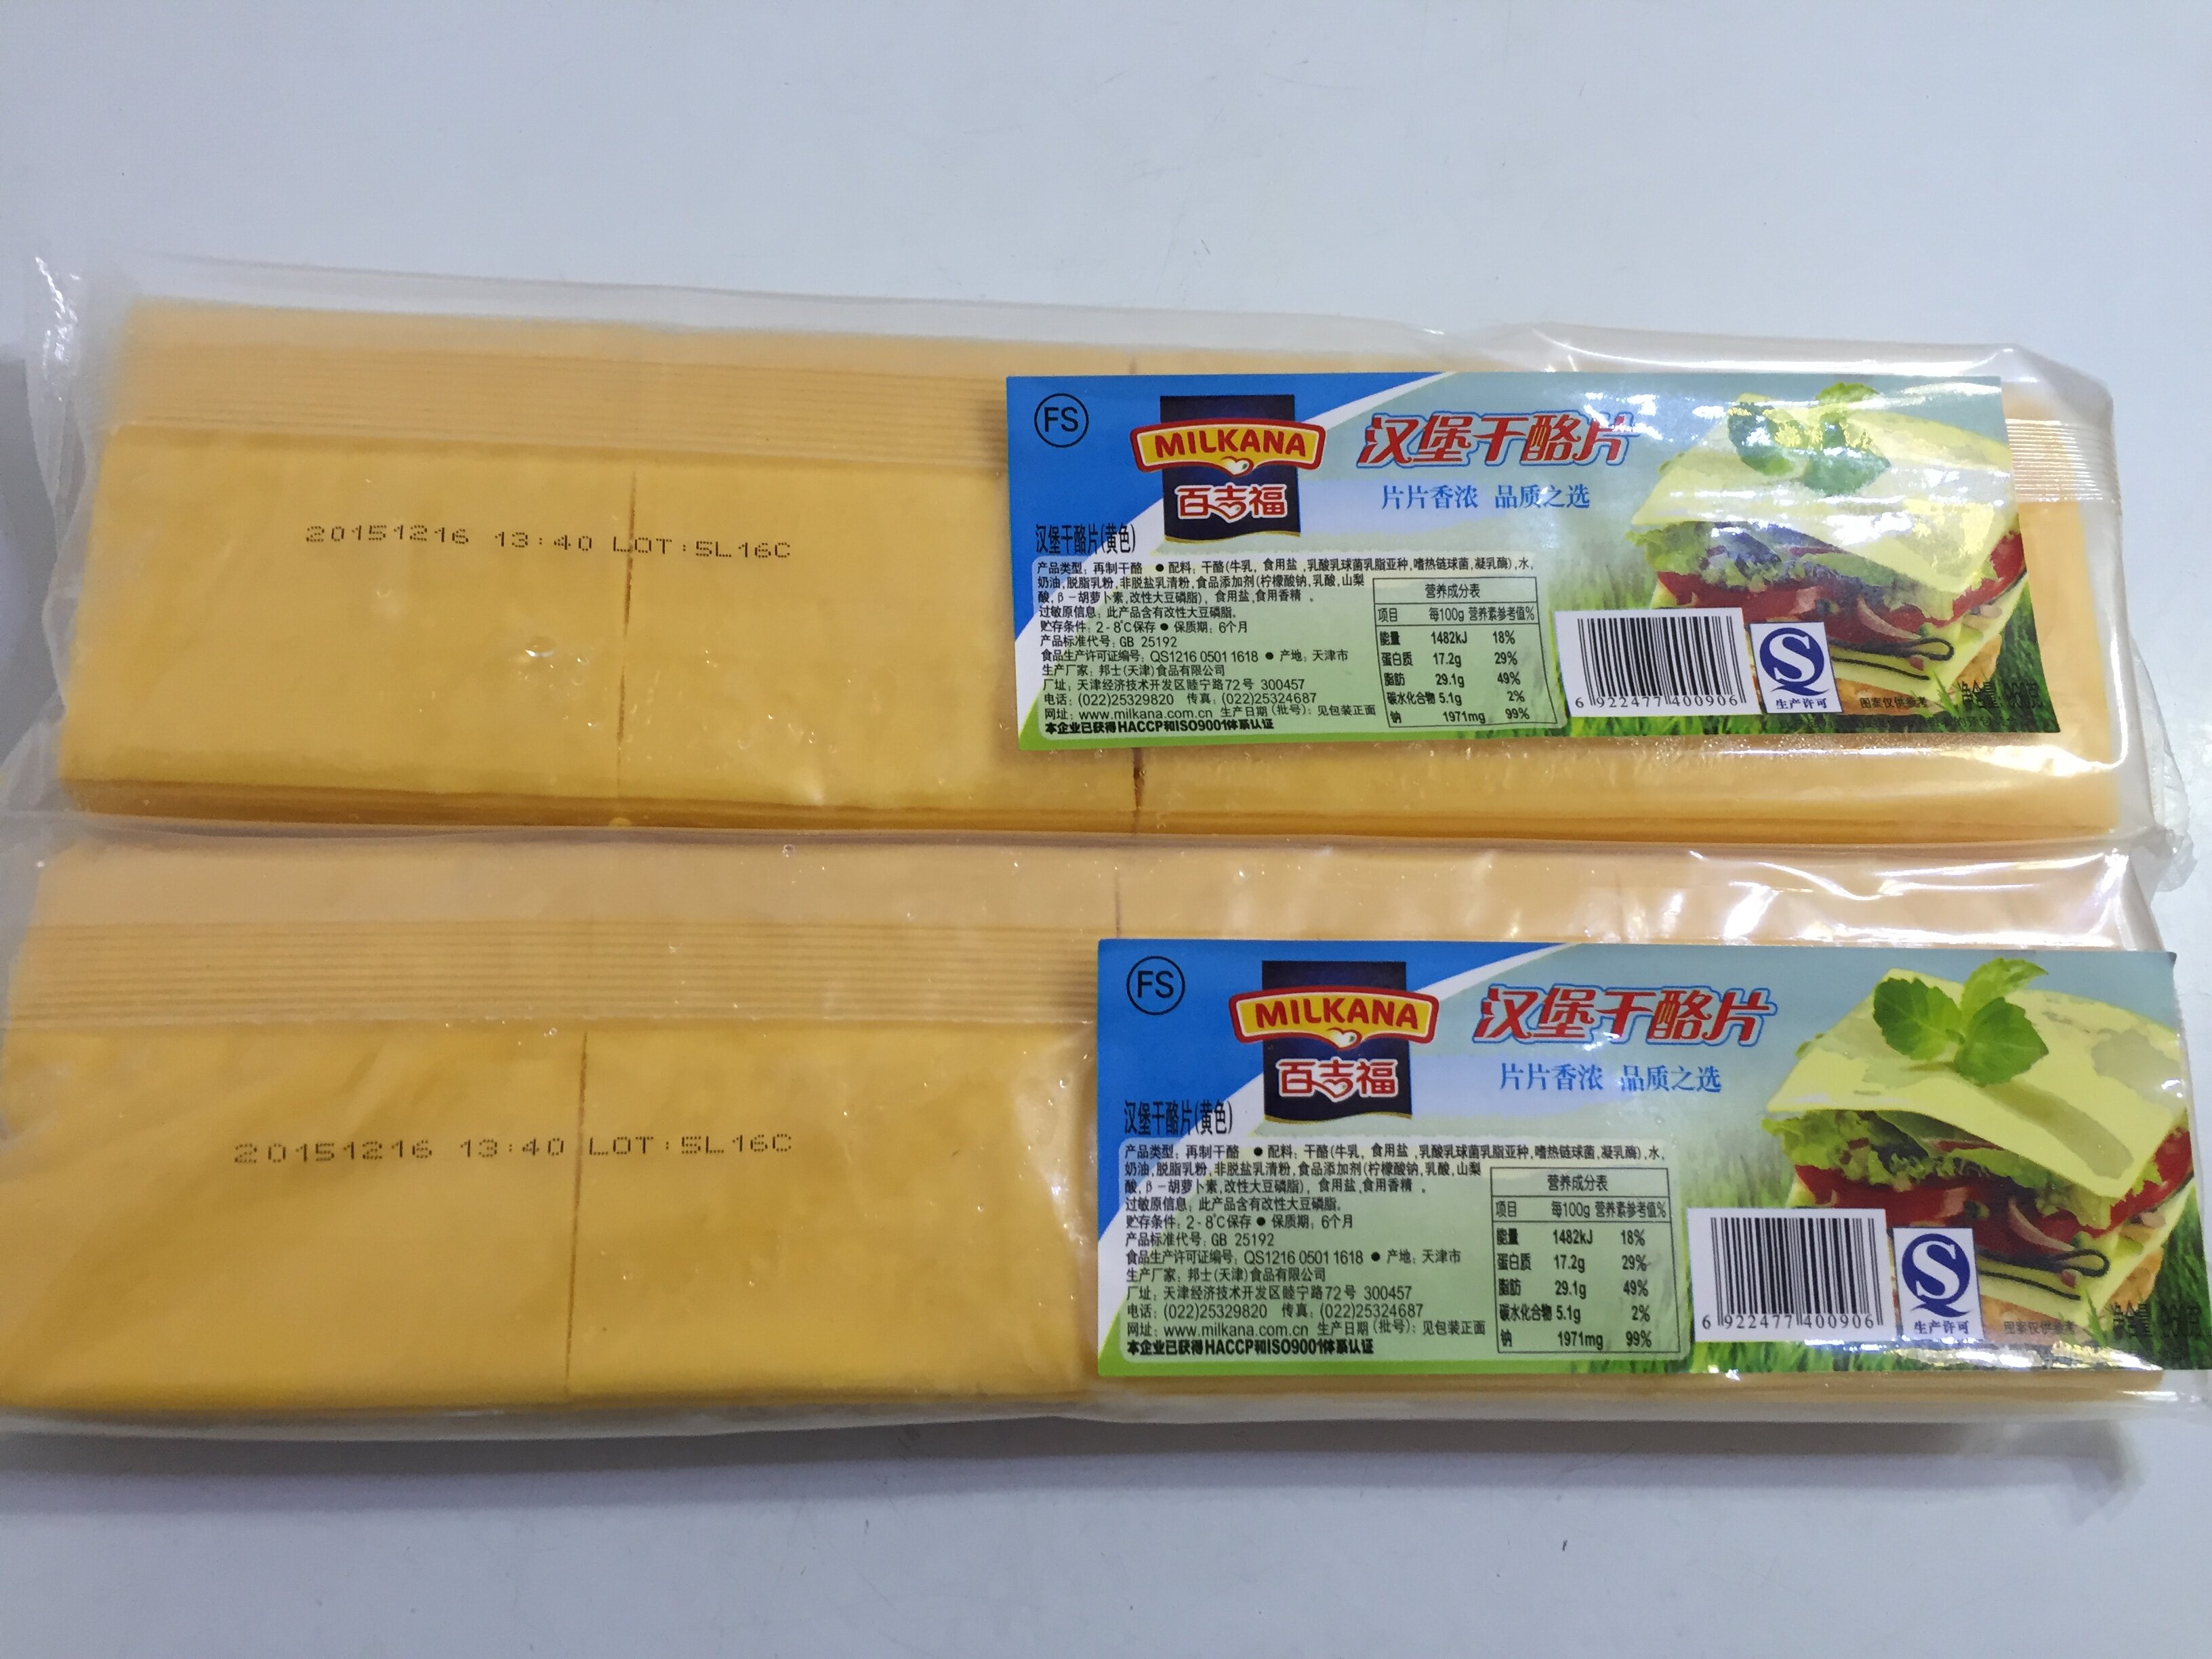 20151216 13:40 LOT:5L16C
FS
MILKANA
百吉福
汉堡干酪片
片片香浓 品质之选
汉堡干酪片(黄色)
产品类型：再制干酪 ●配料：干酪(牛乳，食用盐,乳酸乳球菌乳脂亚种,嗜热链球菌,凝乳酶),水,
奶油,脱脂乳粉,非脱盐乳清粉,食品添加剂(柠檬酸钠,乳酸,山梨
酸,β-胡萝卜素,改性大豆磷脂)，食用盐,食用香精。
过敏原信息：此产品含有改性大豆磷脂。
贮存条件：2-8℃保存 ● 保质期：6个月
产品标准代号：GB 25192
食品生产许可证编号：QS1216 0501 1618 ● 产地：天津市
生产厂家：邦士(天津)食品有限公司
厂址：天津经济技术开发区睦宁路72号 300457
电话：(022)25329820 传真：(022)25324687
网址：www.milkana.com.cn 生产日期(批号)：见包装正面
本企业已获得HACCP和ISO9001体系认证
营养成分表
项目 每100g 营养素参考值%
能量 1482kJ 18%
蛋白质 17.2g 29%
脂肪 29.1g 49%
碳水化合物 5.1g 2%
钠 1971mg 99%
6 922477 400906
S
生产许可
图案仅供参考
净含量:
20151216 13:40 LOT:5L16C
FS
MILKANA
百吉福
汉堡干酪片
片片香浓 品质之选
汉堡干酪片(黄色)
产品类型：再制干酪 ●配料：干酪(牛乳，食用盐,乳酸乳球菌乳脂亚种,嗜热链球菌,凝乳酶),水,
奶油,脱脂乳粉,非脱盐乳清粉,食品添加剂(柠檬酸钠,乳酸,山梨
酸,β-胡萝卜素,改性大豆磷脂)，食用盐,食用香精。
过敏原信息：此产品含有改性大豆磷脂。
贮存条件：2-8℃保存 ● 保质期：6个月
产品标准代号：GB 25192
食品生产许可证编号：QS1216 0501 1618 ● 产地：天津市
生产厂家：邦士(天津)食品有限公司
厂址：天津经济技术开发区睦宁路72号 300457
电话：(022)25329820 传真：(022)25324687
网址：www.milkana.com.cn 生产日期(批号)：见包装正面
本企业已获得HACCP和ISO9001体系认证
营养成分表
项目 每100g 营养素参考值%
能量 1482kJ 18%
蛋白质 17.2g 29%
脂肪 29.1g 49%
碳水化合物 5.1g 2%
钠 1971mg 99%
6 922477 400906
S
生产许可
图案仅供参考
净含量: